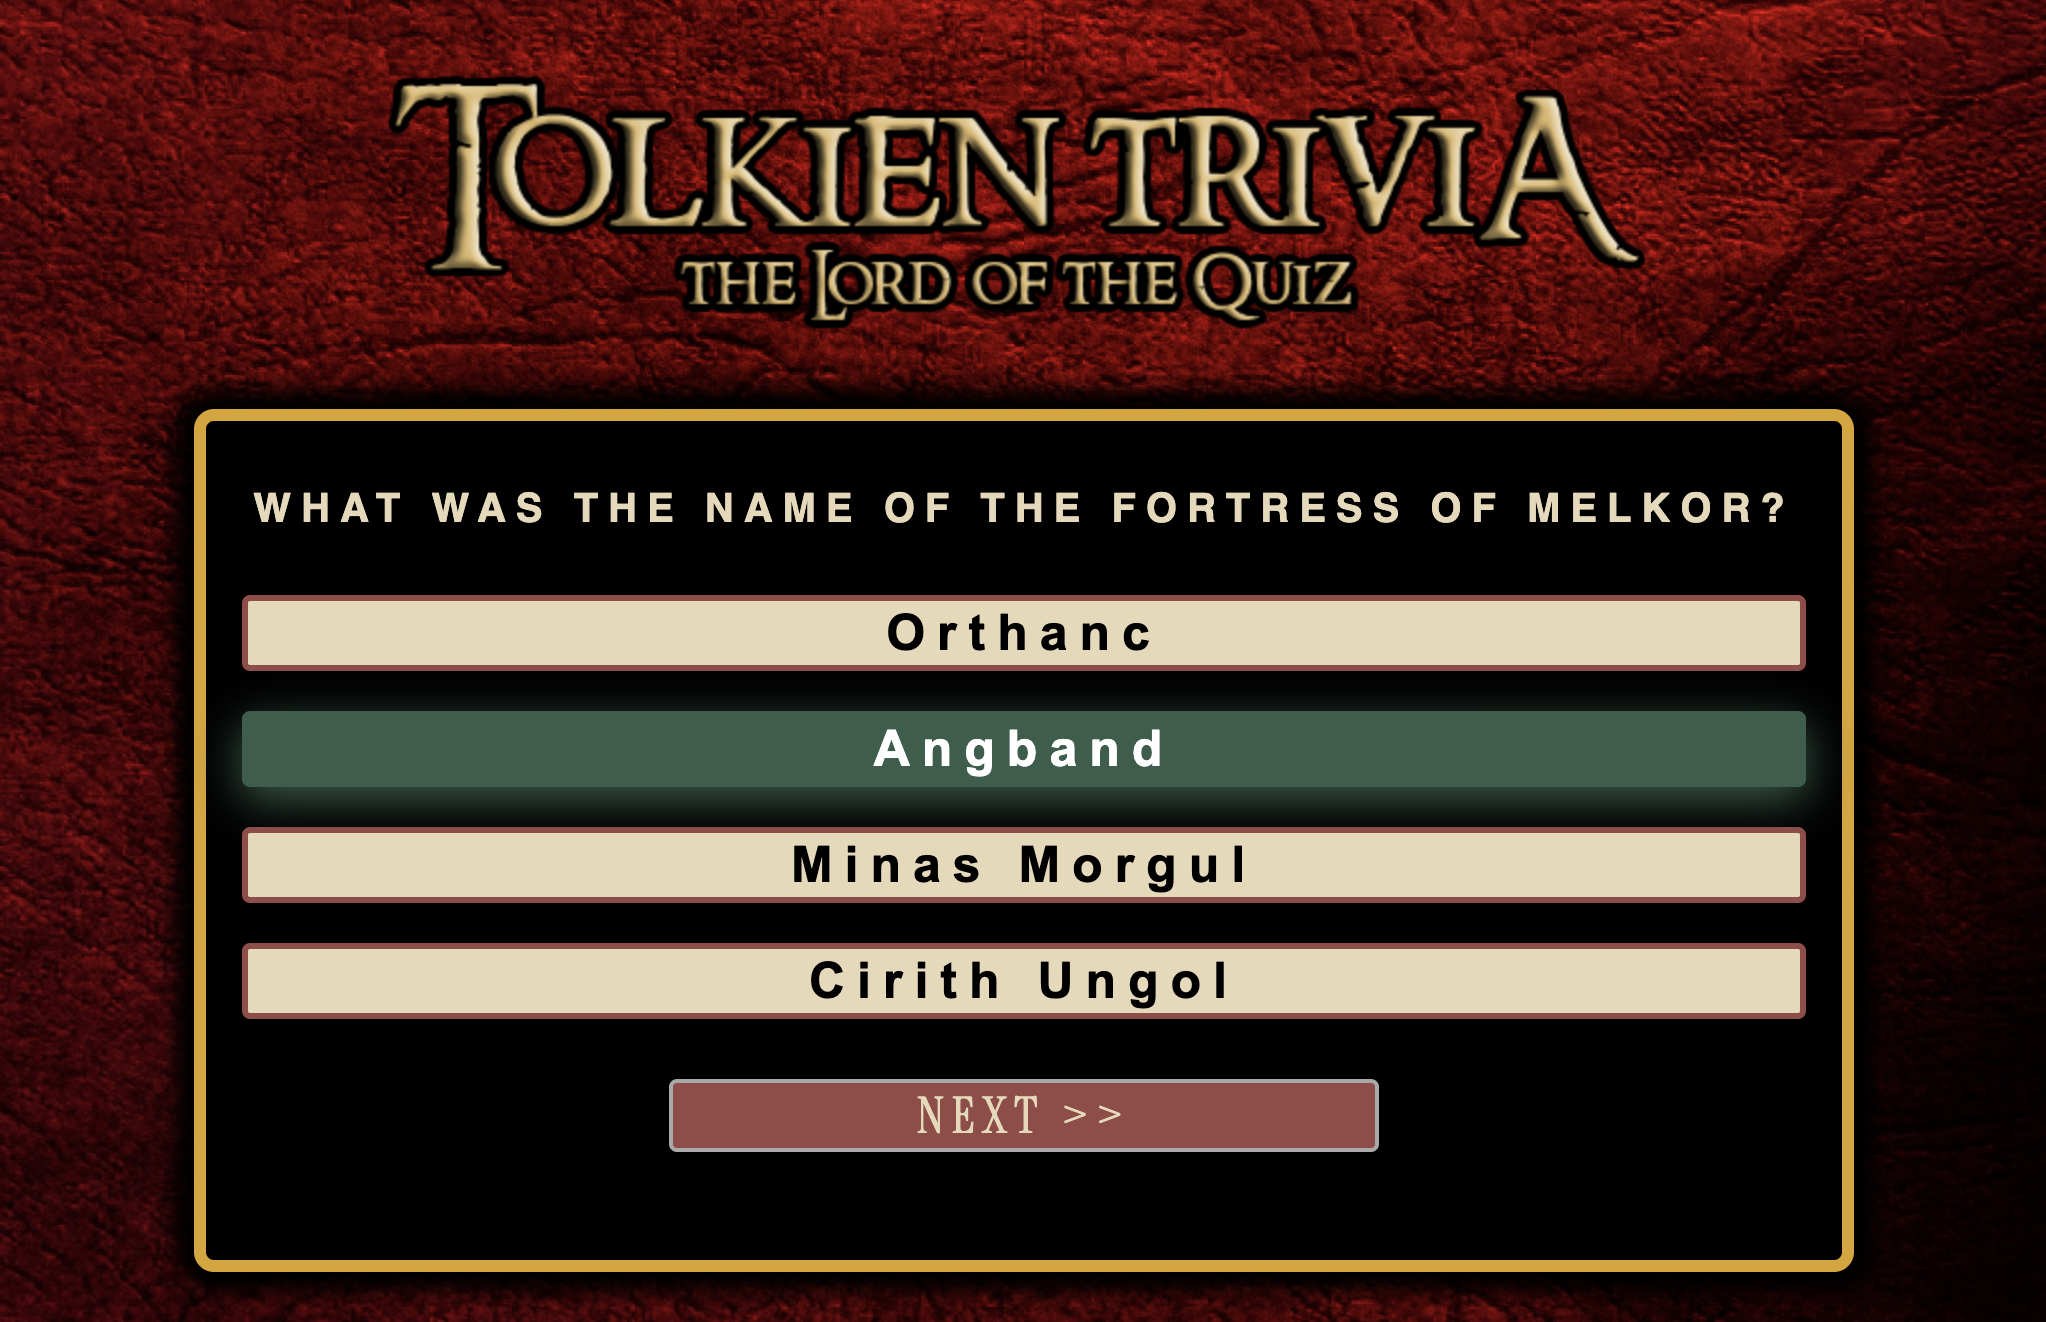 TOLKIEN TRIVIA
THE LORD OF THE QUIZ
WHAT WAS THE NAME OF THE FORTRESS OF MELKOR?
Orthanc
Angband
Minas Morgul
Cirith Ungol
NEXT >>